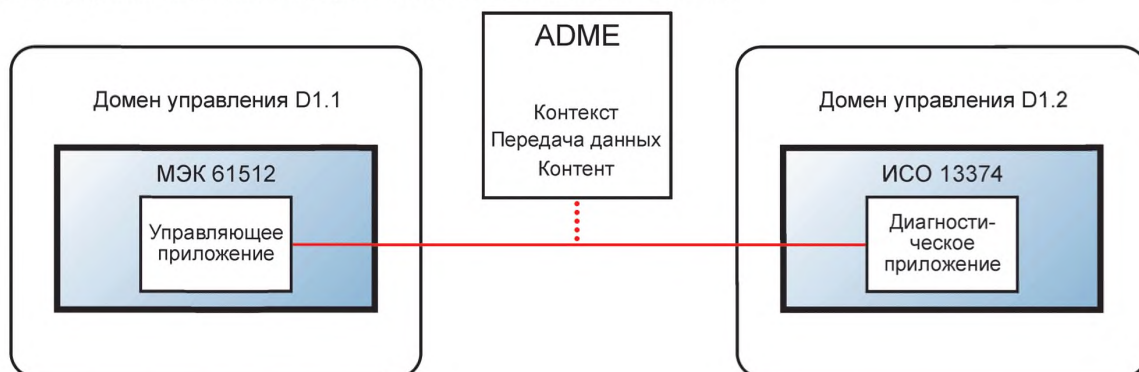 ADME
Контекст
Передача данных
Контент
Домен управления D1.1
МЭК 61512
Управляющее
приложение
Домен управления D1.2
ИСО 13374
Диагности-
ческое
приложение